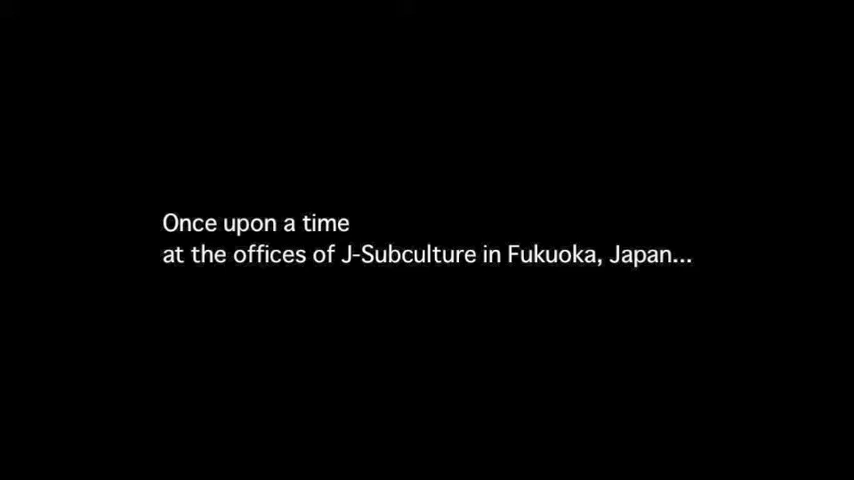 Once upon a time
at the offices of J-Subculture in Fukuoka, Japan...